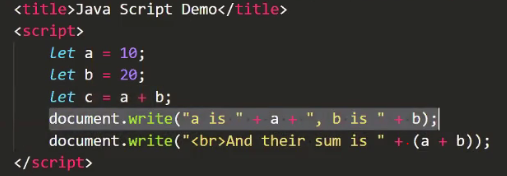 <title>Java Script Demo</title>
<script>
let a = 10;
let b = 20;
let c = a + b;
document.write("a is " + a + ", b is " + b);
document.write("<br>And their sum is " + (a + b));
</script>